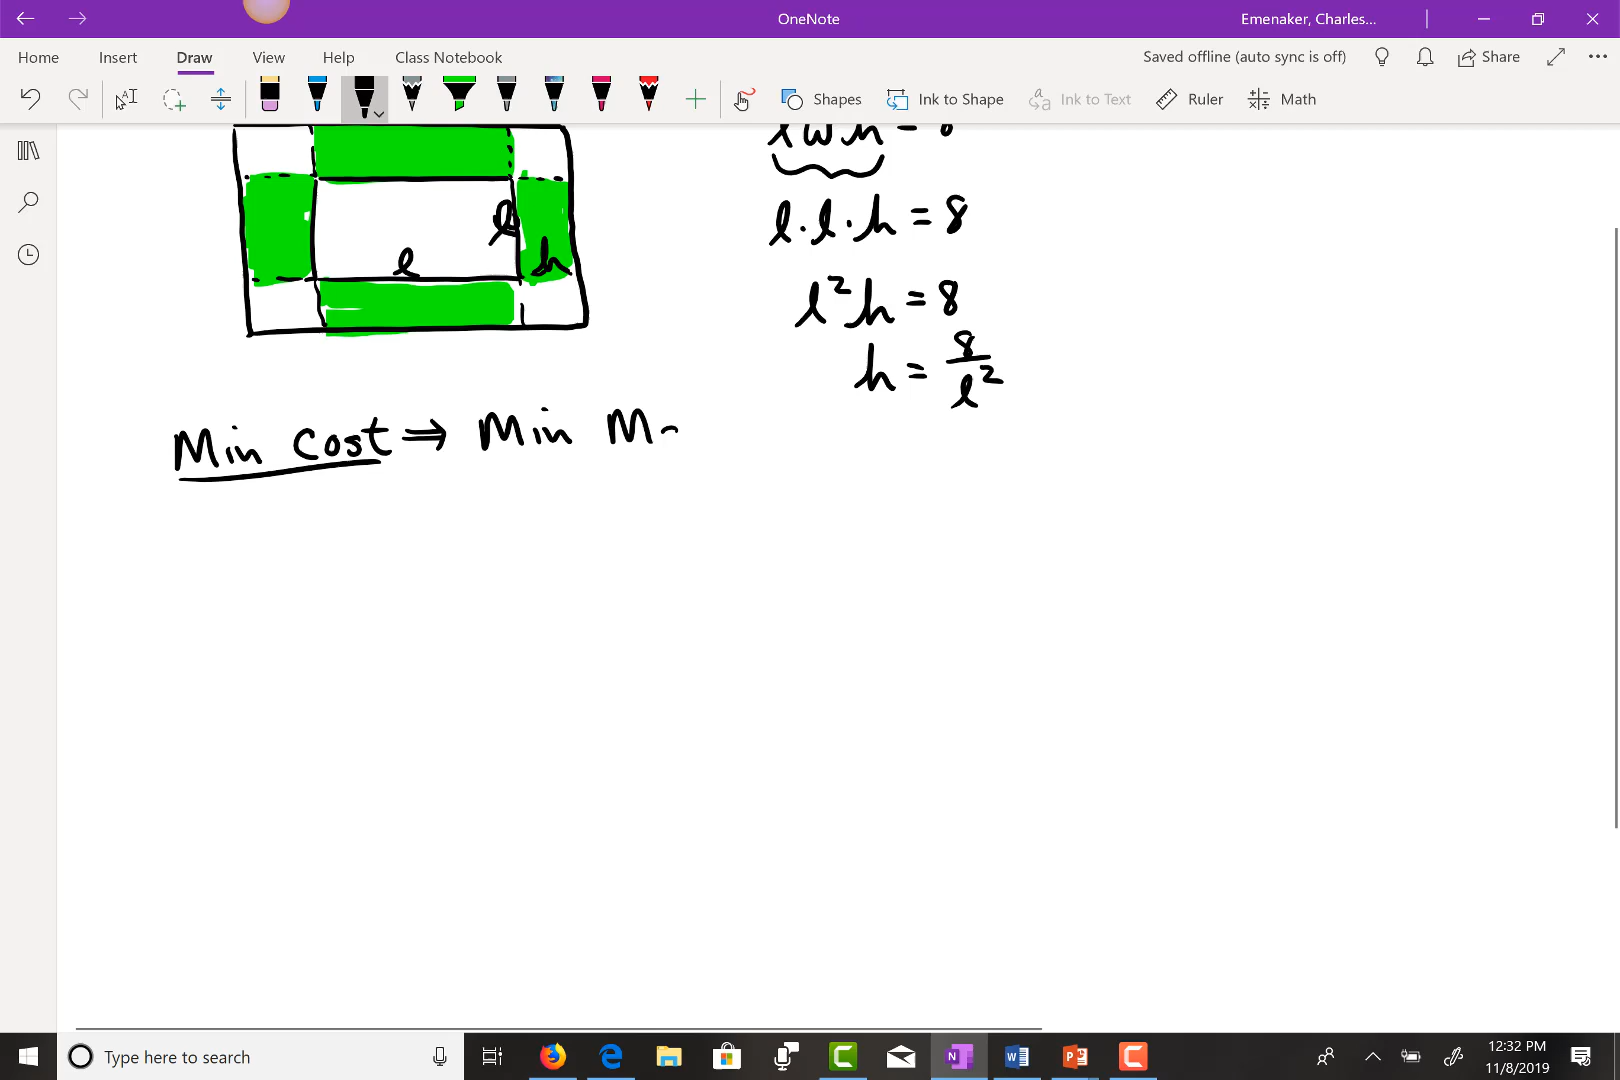 OneNote
Emenaker, Charles...
Home Insert Draw View Help Class Notebook
Saved offline (auto sync is off) Share
Shapes Ink to Shape Ink to Text Ruler Math
l w h = 8
l · l · h = 8
l² h = 8
h = 8/l²
l
l
h
Min Cost ⇒ Min M
Type here to search
12:32 PM
11/8/2019